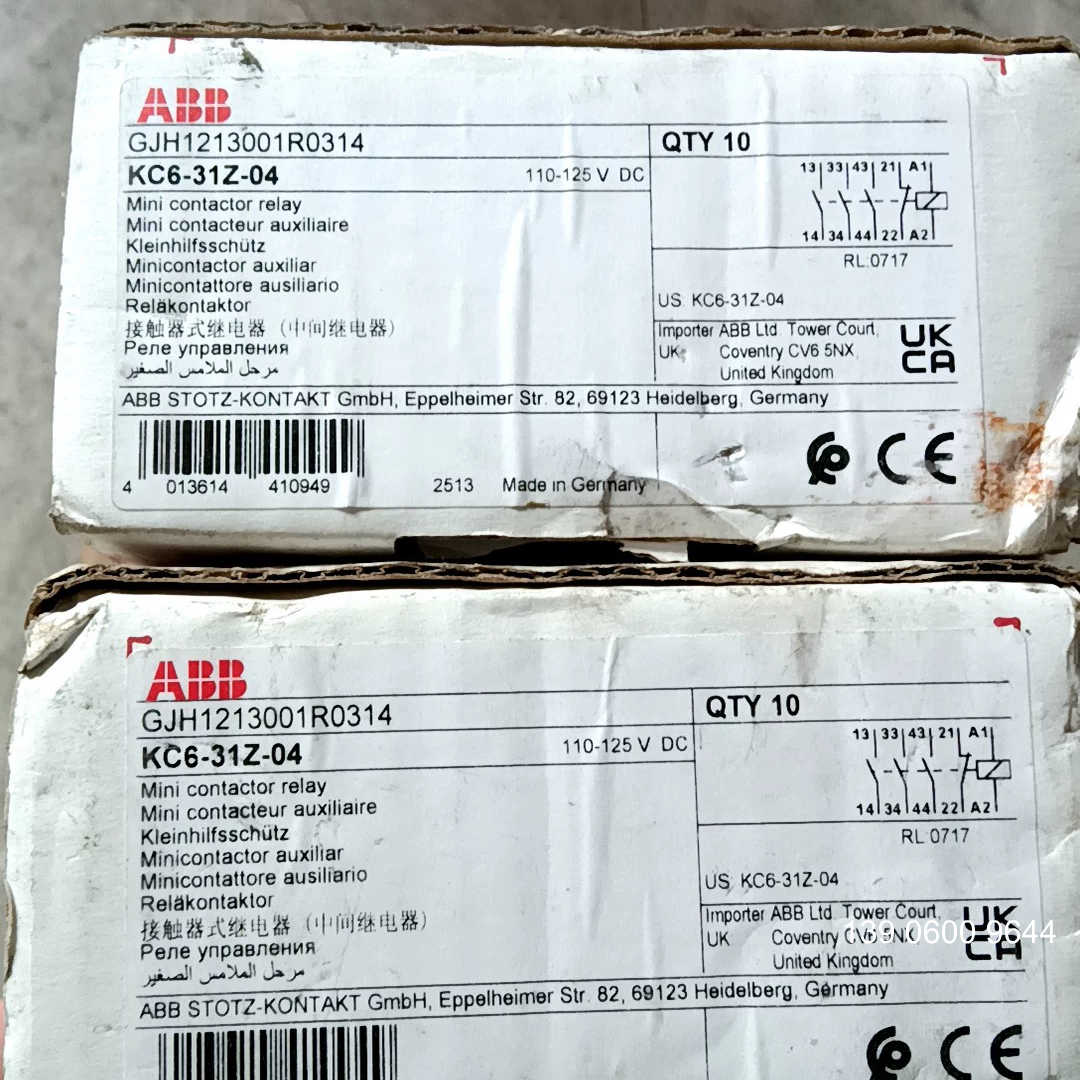 ABB
GJH1213001R0314
QTY 10
KC6-31Z-04
110-125 V DC
13 33 43 21 A1
Mini contactor relay
Mini contacteur auxiliaire
Kleinhilfsschütz
14 34 44 22 A2
Minicontactor auxiliar
RL:0717
Minicontattore ausiliario
Reläkontaktor
US KC6-31Z-04
接触器式继电器 (中间继电器)
Importer ABB Ltd. Tower Court,
UK Coventry CV6 5NX,
United Kingdom
UK
CA
Реле управления
مرحل الملامس الصغير
ABB STOTZ-KONTAKT GmbH, Eppelheimer Str. 82, 69123 Heidelberg, Germany
CE
4 013614 410949
2513 Made in Germany
ABB
GJH1213001R0314
QTY 10
KC6-31Z-04
110-125 V DC
13 33 43 21 A1
Mini contactor relay
Mini contacteur auxiliaire
Kleinhilfsschütz
14 34 44 22 A2
Minicontactor auxiliar
RL:0717
Minicontattore ausiliario
Reläkontaktor
US KC6-31Z-04
接触器式继电器 (中间继电器)
Importer ABB Ltd. Tower Court,
UK Coventry CV6 5NX,
United Kingdom
UK
CA
139 0600 9644
Реле управления
مرحل الملامس الصغير
ABB STOTZ-KONTAKT GmbH, Eppelheimer Str. 82, 69123 Heidelberg, Germany
CE